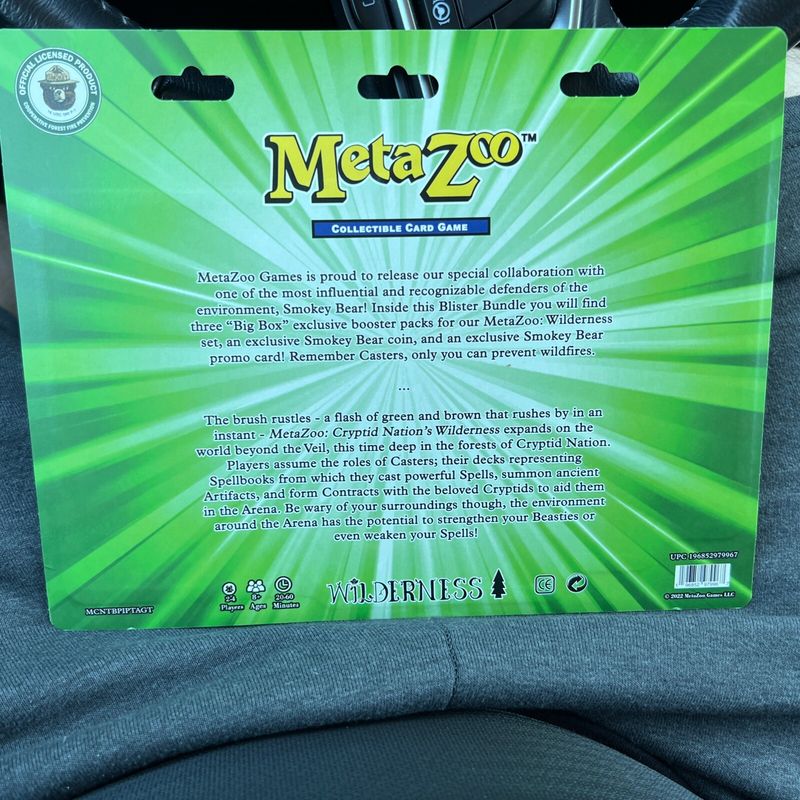 OFFICIAL LICENSED PRODUCT
COOPERATIVE FOREST FIRE PREVENTION
MetaZoo™
COLLECTIBLE CARD GAME
MetaZoo Games is proud to release our special collaboration with
one of the most influential and recognizable defenders of the
environment, Smokey Bear! Inside this Blister Bundle you will find
three “Big Box” exclusive booster packs for our MetaZoo: Wilderness
set, an exclusive Smokey Bear coin, and an exclusive Smokey Bear
promo card! Remember Casters, only you can prevent wildfires.
...
The brush rustles - a flash of green and brown that rushes by in an
instant - MetaZoo: Cryptid Nation's Wilderness expands on the
world beyond the Veil, this time deep in the forests of Cryptid Nation.
Players assume the roles of Casters; their decks representing
Spellbooks from which they cast powerful Spells, summon ancient
Artifacts, and form Contracts with the beloved Cryptids to aid them
in the Arena. Be wary of your surroundings though, the environment
around the Arena has the potential to strengthen your Beasties or
even weaken your Spells!
UPC 196852979967
MCNTBP1PTAGT
2-4
Players
8+
Ages
20-60
Minutes
WILDERNESS
CE
© 2022 MetaZoo Games LLC